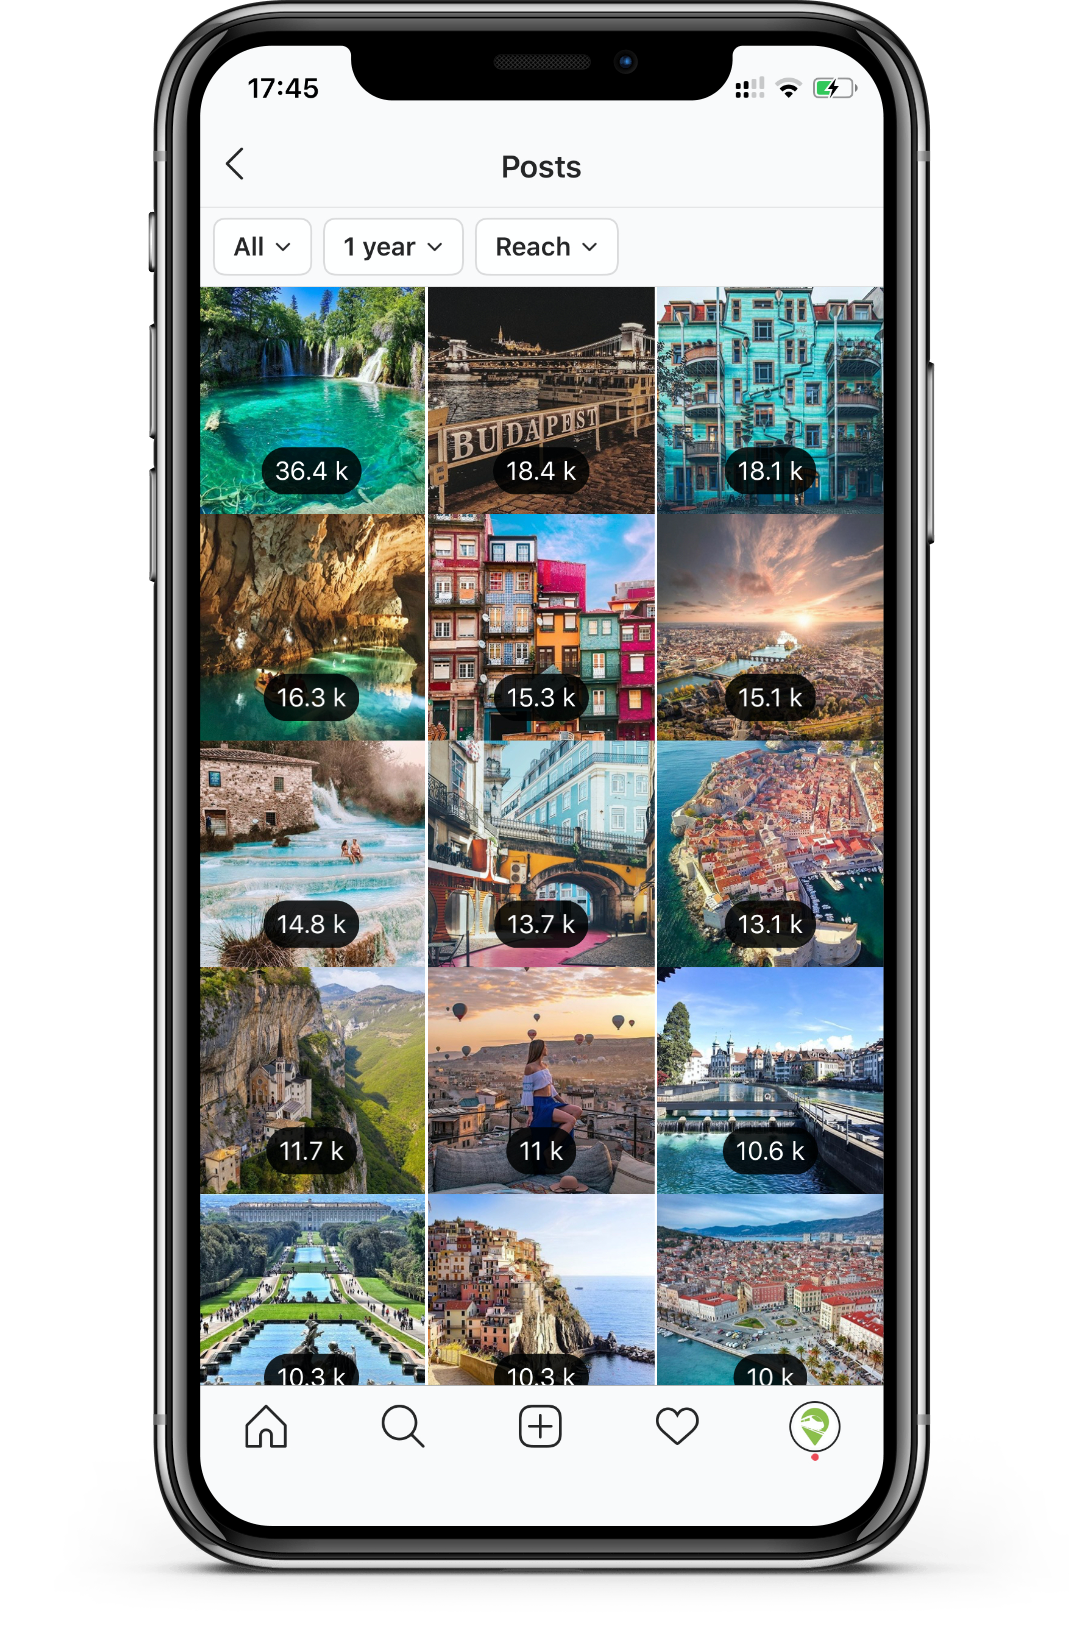 17:45
Posts
All 1 year Reach
BUDAPEST
36.4 k 18.4 k 18.1 k
16.3 k 15.3 k 15.1 k
14.8 k 13.7 k 13.1 k
11.7 k 11 k 10.6 k
10.3 k 10.3 k 10 k